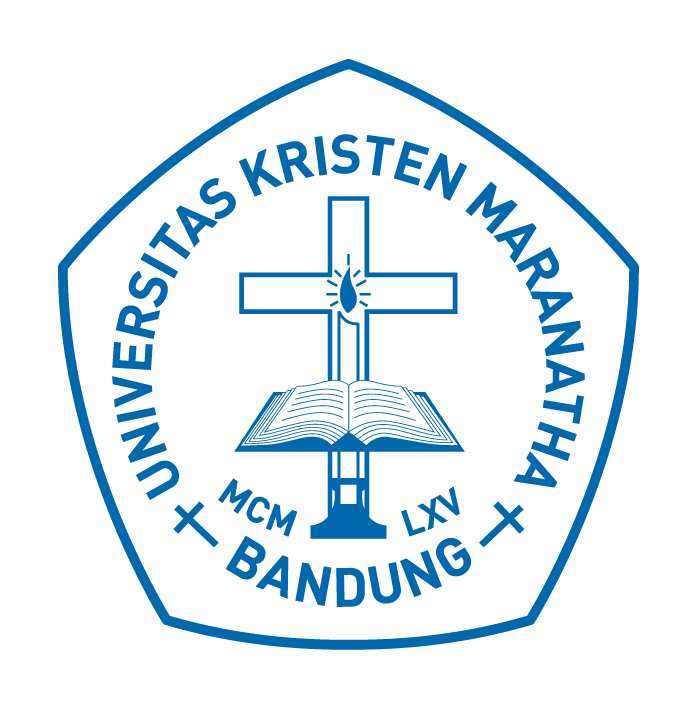 UNIVERSITAS KRISTEN MARANATHA
MCM LXV
BANDUNG